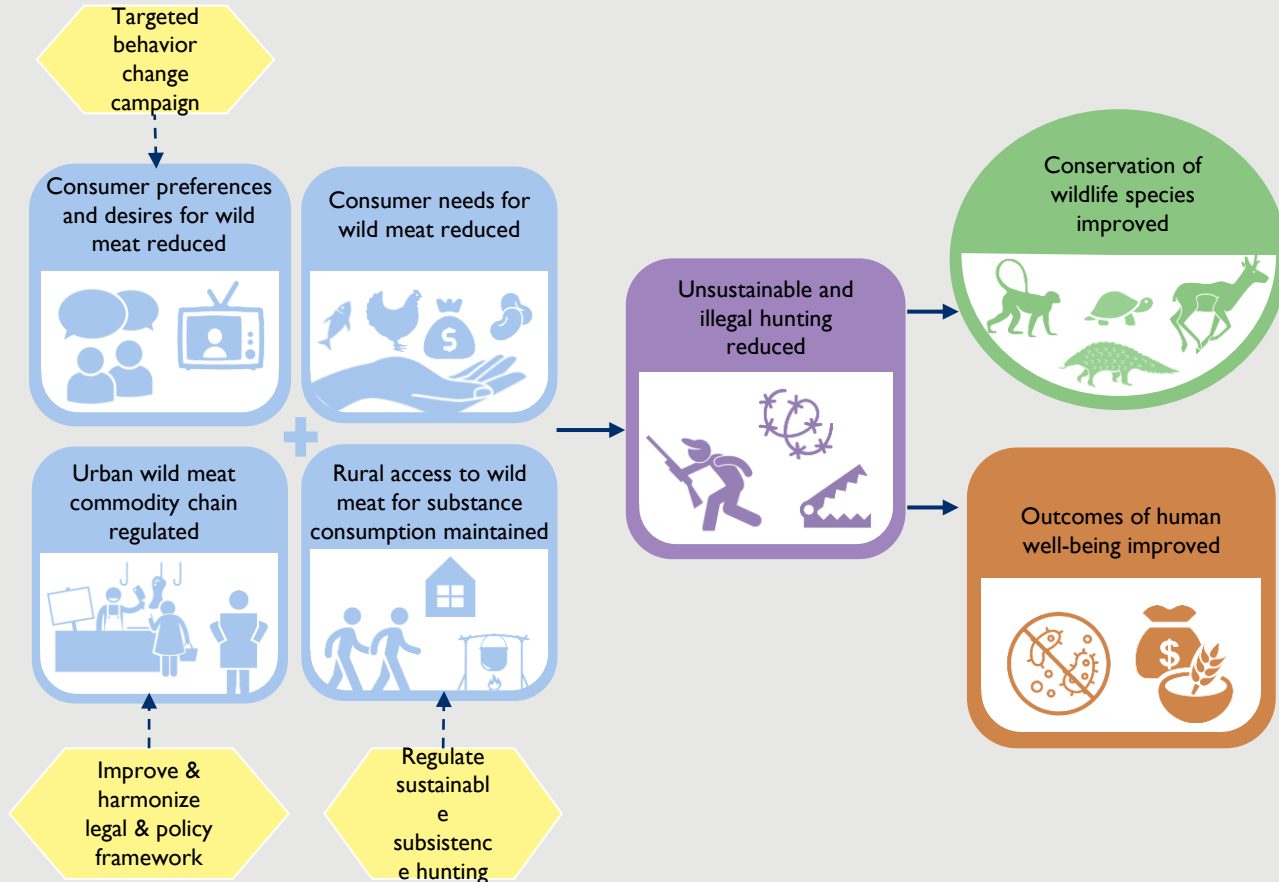 Targeted
behavior
change
campaign
Consumer preferences
and desires for wild
meat reduced
Consumer needs for
wild meat reduced
Urban wild meat
commodity chain
regulated
Rural access to wild
meat for substance
consumption maintained
Improve &
harmonize
legal & policy
framework
Regulate
sustainabl
e
subsistenc
e hunting
Unsustainable and
illegal hunting
reduced
Conservation of
wildlife species
improved
Outcomes of human
well-being improved
$
$